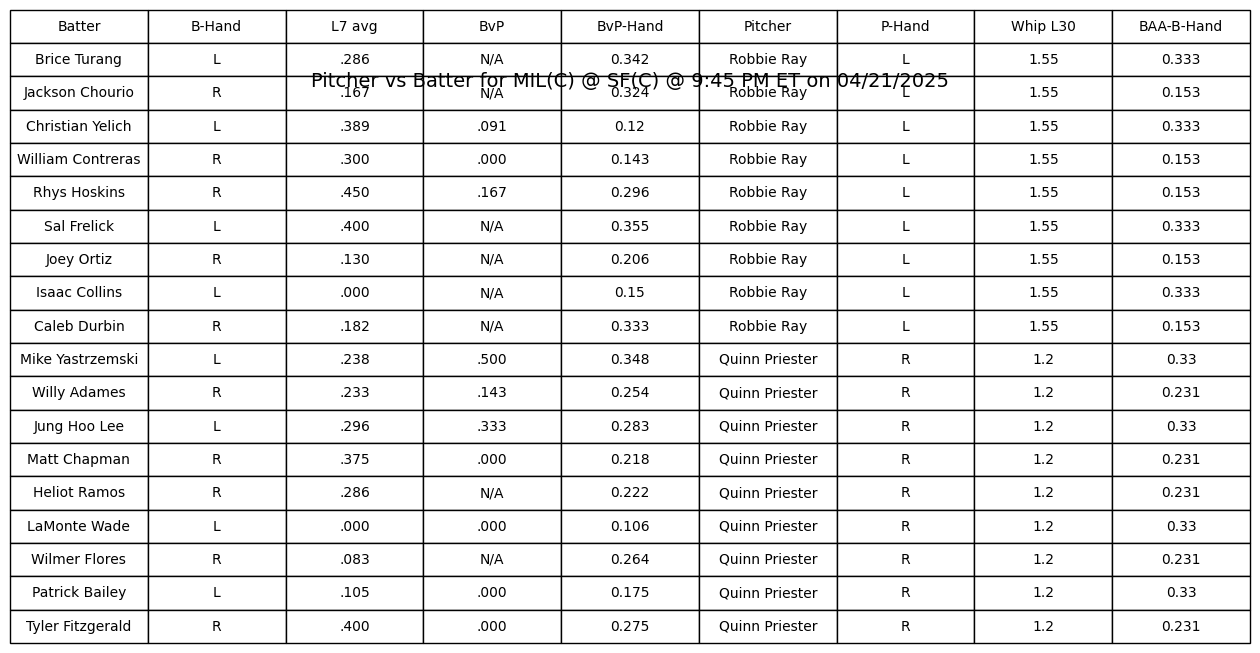 Batter B-Hand L7 avg BvP BvP-Hand Pitcher P-Hand Whip L30 BAA-B-Hand
Brice Turang L .286 N/A 0.342 Robbie Ray L 1.55 0.333
Pitcher vs Batter for MIL(C) @ SF(C) @ 9:45 PM ET on 04/21/2025
Jackson Chourio R .167 N/A 0.324 Robbie Ray L 1.55 0.153
Christian Yelich L .389 .091 0.12 Robbie Ray L 1.55 0.333
William Contreras R .300 .000 0.143 Robbie Ray L 1.55 0.153
Rhys Hoskins R .450 .167 0.296 Robbie Ray L 1.55 0.153
Sal Frelick L .400 N/A 0.355 Robbie Ray L 1.55 0.333
Joey Ortiz R .130 N/A 0.206 Robbie Ray L 1.55 0.153
Isaac Collins L .000 N/A 0.15 Robbie Ray L 1.55 0.333
Caleb Durbin R .182 N/A 0.333 Robbie Ray L 1.55 0.153
Mike Yastrzemski L .238 .500 0.348 Quinn Priester R 1.2 0.33
Willy Adames R .233 .143 0.254 Quinn Priester R 1.2 0.231
Jung Hoo Lee L .296 .333 0.283 Quinn Priester R 1.2 0.33
Matt Chapman R .375 .000 0.218 Quinn Priester R 1.2 0.231
Heliot Ramos R .286 N/A 0.222 Quinn Priester R 1.2 0.231
LaMonte Wade L .000 .000 0.106 Quinn Priester R 1.2 0.33
Wilmer Flores R .083 N/A 0.264 Quinn Priester R 1.2 0.231
Patrick Bailey L .105 .000 0.175 Quinn Priester R 1.2 0.33
Tyler Fitzgerald R .400 .000 0.275 Quinn Priester R 1.2 0.231